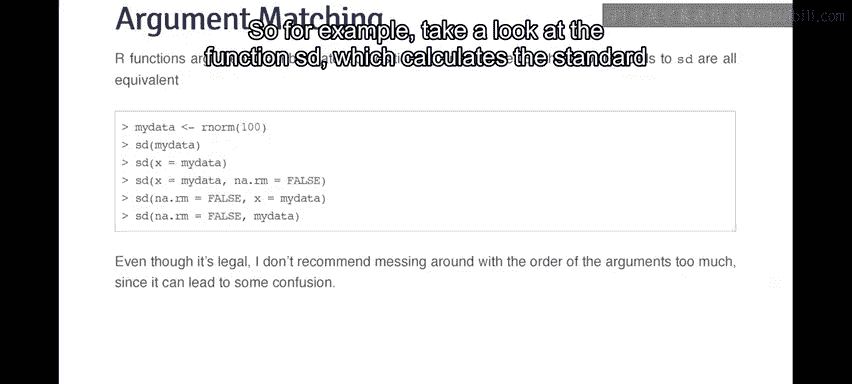 Argument Matching
So for example, take a look at the
function sd, which calculates the standard
R functions to sd are all
equivalent
> mydata <- rnorm(100)
> sd(mydata)
> sd(x = mydata)
> sd(x = mydata, na.rm = FALSE)
> sd(na.rm = FALSE, x = mydata)
> sd(na.rm = FALSE, mydata)
Even though it's legal, I don't recommend messing around with the order of the arguments too much,
since it can lead to some confusion.